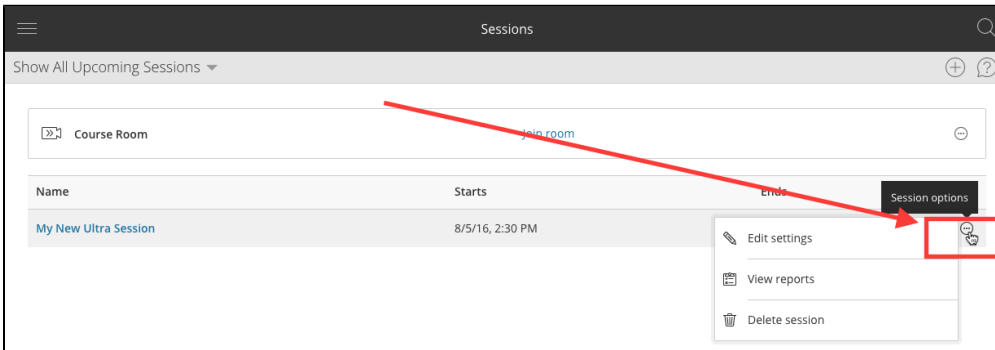 Sessions
Show All Upcoming Sessions
Course Room Join room
Name Starts Ends
Session options
My New Ultra Session 8/5/16, 2:30 PM
Edit settings
View reports
Delete session